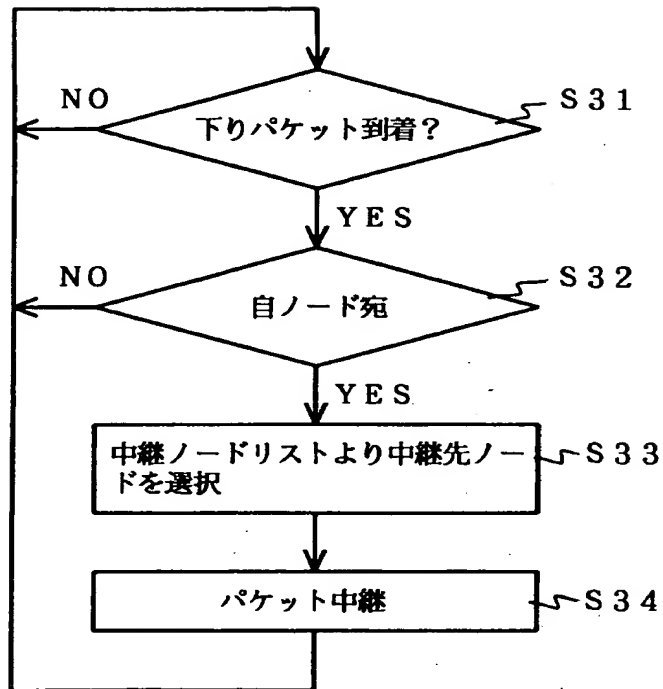 NO
下りパケット到着?
S31
YES
NO
自ノード宛
S32
YES
中継ノードリストより中継先ノー
ドを選択
S33
パケット中継
S34